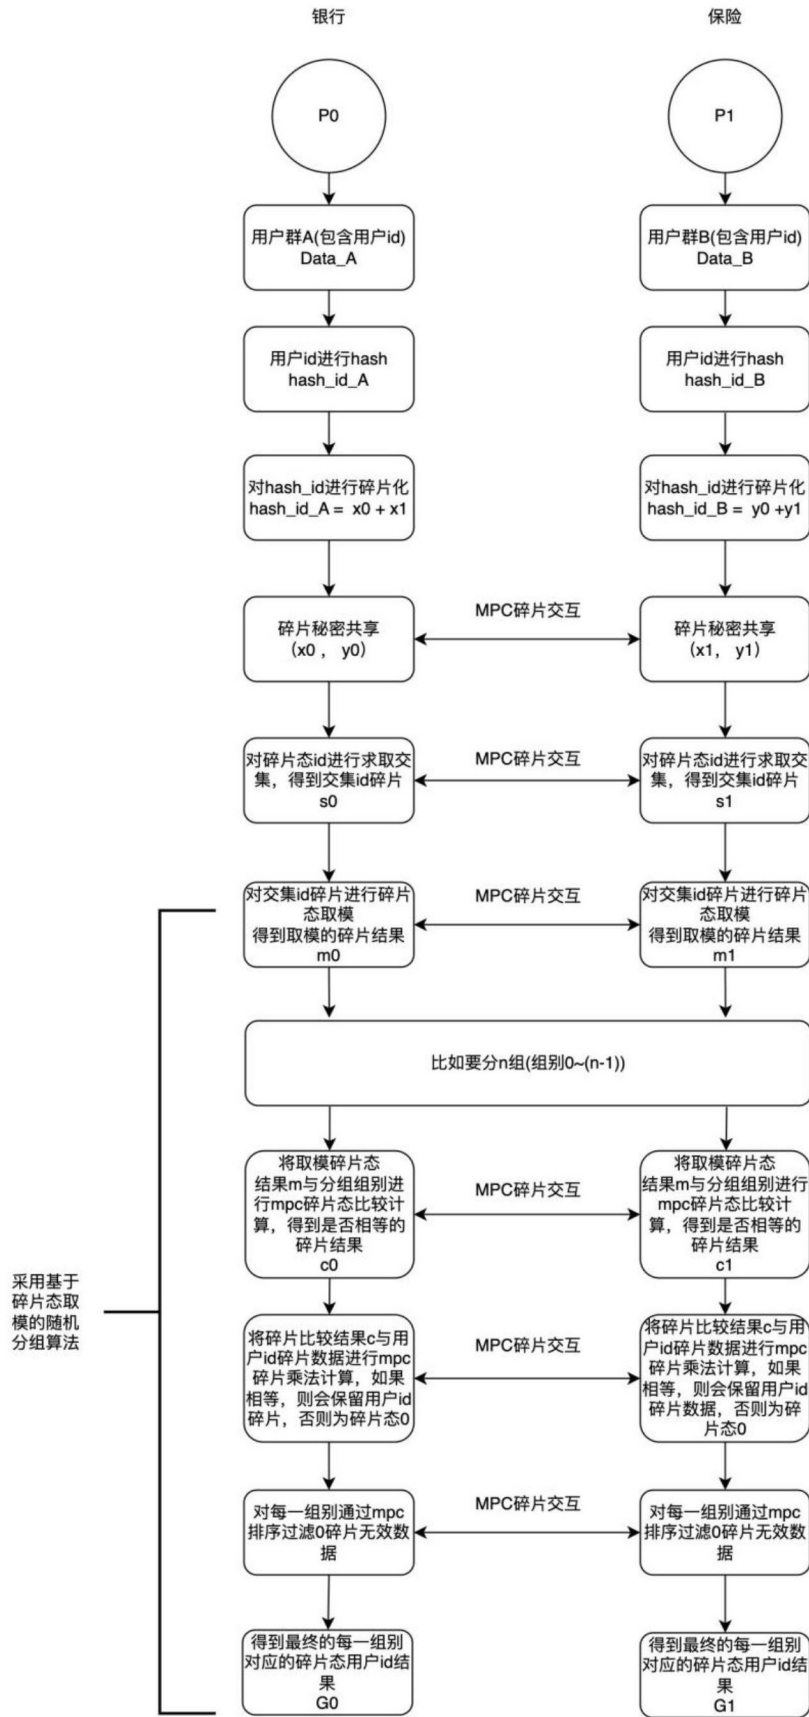 银行
保险
P0
P1
用户群A(包含用户id)
Data_A
用户群B(包含用户id)
Data_B
用户id进行hash
hash_id_A
用户id进行hash
hash_id_B
对hash_id进行碎片化
hash_id_A = x0 + x1
对hash_id进行碎片化
hash_id_B = y0 +y1
碎片秘密共享
(x0 ， y0)
MPC碎片交互
碎片秘密共享
(x1， y1)
对碎片态id进行求取交
集，得到交集id碎片
s0
MPC碎片交互
对碎片态id进行求取交
集，得到交集id碎片
s1
对交集id碎片进行碎片
态取模
得到取模的碎片结果
m0
MPC碎片交互
对交集id碎片进行碎片
态取模
得到取模的碎片结果
m1
比如要分n组(组别0~(n-1))
将取模碎片态
结果m与分组组别进
行mpc碎片态比较计
算，得到是否相等的
碎片结果
c0
MPC碎片交互
将取模碎片态
结果m与分组组别进行
mpc碎片态比较计
算，得到是否相等的
碎片结果
c1
采用基于
碎片态取
模的随机
分组算法
将碎片比较结果c与用
户id碎片数据进行mpc
碎片乘法计算，如果
相等，则会保留用户id
碎片，否则为碎片态0
MPC碎片交互
将碎片比较结果c与用
户id碎片数据进行mpc
碎片乘法计算，如果
相等，则会保留用户id
碎片数据，否则为碎
片态0
对每一组别通过mpc
排序过滤0碎片无效数
据
MPC碎片交互
对每一组别通过mpc
排序过滤0碎片无效数
据
得到最终的每一组别
对应的碎片态用户id结
果
G0
得到最终的每一组别
对应的碎片态用户id结
果
G1